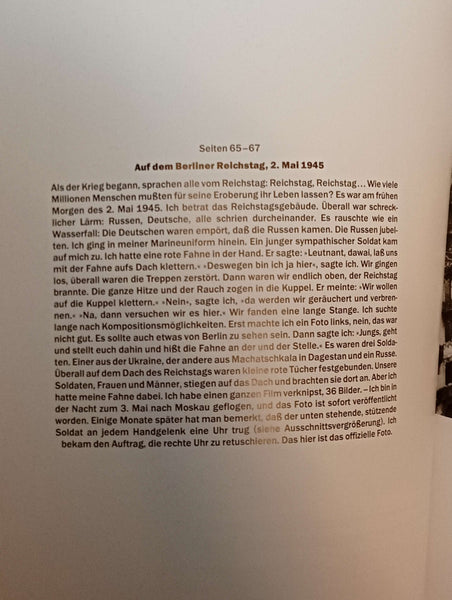 Seiten 65–67
Auf dem Berliner Reichstag, 2. Mai 1945
Als der Krieg begann, sprachen alle vom Reichstag: Reichstag, Reichstag... Wie viele
Millionen Menschen mußten für seine Eroberung ihr Leben lassen? Es war am frühen
Morgen des 2. Mai 1945. Ich betrat das Reichstagsgebäude. Überall war schreck-
licher Lärm: Russen, Deutsche, alle schrien durcheinander. Es rauschte wie ein
Wasserfall: Die Deutschen waren empört, daß die Russen kamen. Die Russen jubel-
ten. Ich ging in meiner Marineuniform hinein. Ein junger sympathischer Soldat kam
auf mich zu. Ich hatte eine rote Fahne in der Hand. Er sagte: »Leutnant, dawai, laß uns
mit der Fahne aufs Dach klettern.« »Deswegen bin ich ja hier«, sagte ich. Wir gingen
los, überall waren die Treppen zerstört. Dann waren wir endlich oben, der Reichstag
brannte. Die ganze Hitze und der Rauch zogen in die Kuppel. Er meinte: »Wir wollen
auf die Kuppel klettern.« »Nein«, sagte ich, »da werden wir geräuchert und verbren-
nen.« »Na, dann versuchen wir es hier.« Wir fanden eine lange Stange. Ich suchte
lange nach Kompositionsmöglichkeiten. Erst machte ich ein Foto links, nein, das war
nicht gut. Es sollte auch etwas von Berlin zu sehen sein. Dann sagte ich: »Jungs, geht
und stellt euch dahin und hißt die Fahne an der und der Stelle.« Es waren drei Solda-
ten. Einer aus der Ukraine, der andere aus Machatschkala in Dagestan und ein Russe.
Überall auf dem Dach des Reichstags waren kleine rote Tücher festgebunden. Unsere
Soldaten, Frauen und Männer, stiegen auf das Dach und brachten sie dort an. Aber ich
hatte meine Fahne dabei. Ich habe einen ganzen Film verknipst, 36 Bilder. – Ich bin in
der Nacht zum 3. Mai nach Moskau geflogen, und das Foto ist sofort veröffentlicht
worden. Einige Monate später hat man bemerkt, daß der unten stehende, stützende
Soldat an jedem Handgelenk eine Uhr trug (siehe Ausschnittsvergrößerung). Ich
bekam den Auftrag, die rechte Uhr zu retuschieren. Das hier ist das offizielle Foto.